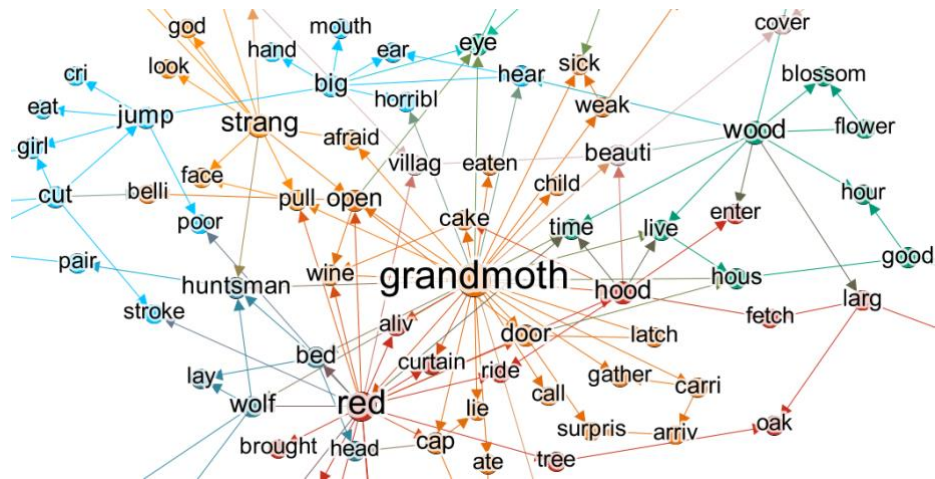 god
mouth
hand
ear
eye
cover
cri
look
big
hear
sick
blossom
eat
jump
horribl
weak
strang
wood
flower
girl
afraid
villag
eaten
beauti
cut
face
belli
pull
open
child
hour
poor
cake
time
live
enter
pair
huntsman
wine
grandmoth
hood
hous
good
stroke
aliv
door
latch
fetch
larg
bed
curtain
ride
lay
gather
carri
wolf
red
lie
call
brought
head
cap
surpris
arriv
oak
ate
tree